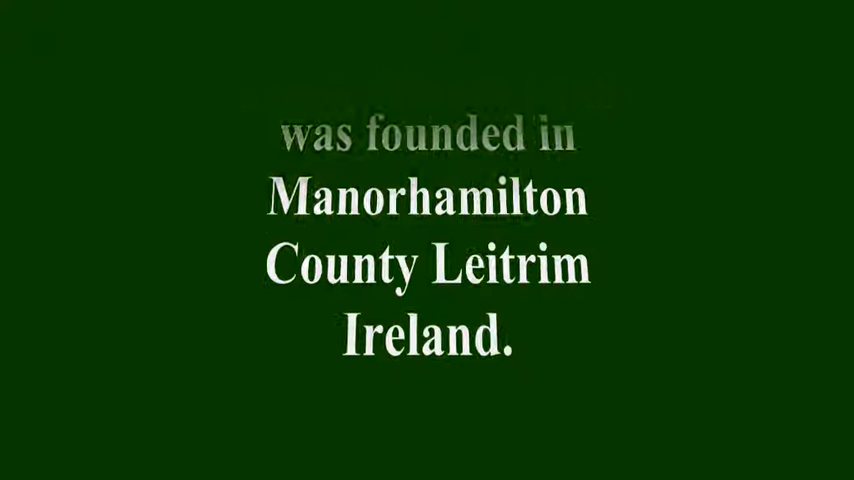 was founded in
Manorhamilton
County Leitrim
Ireland.